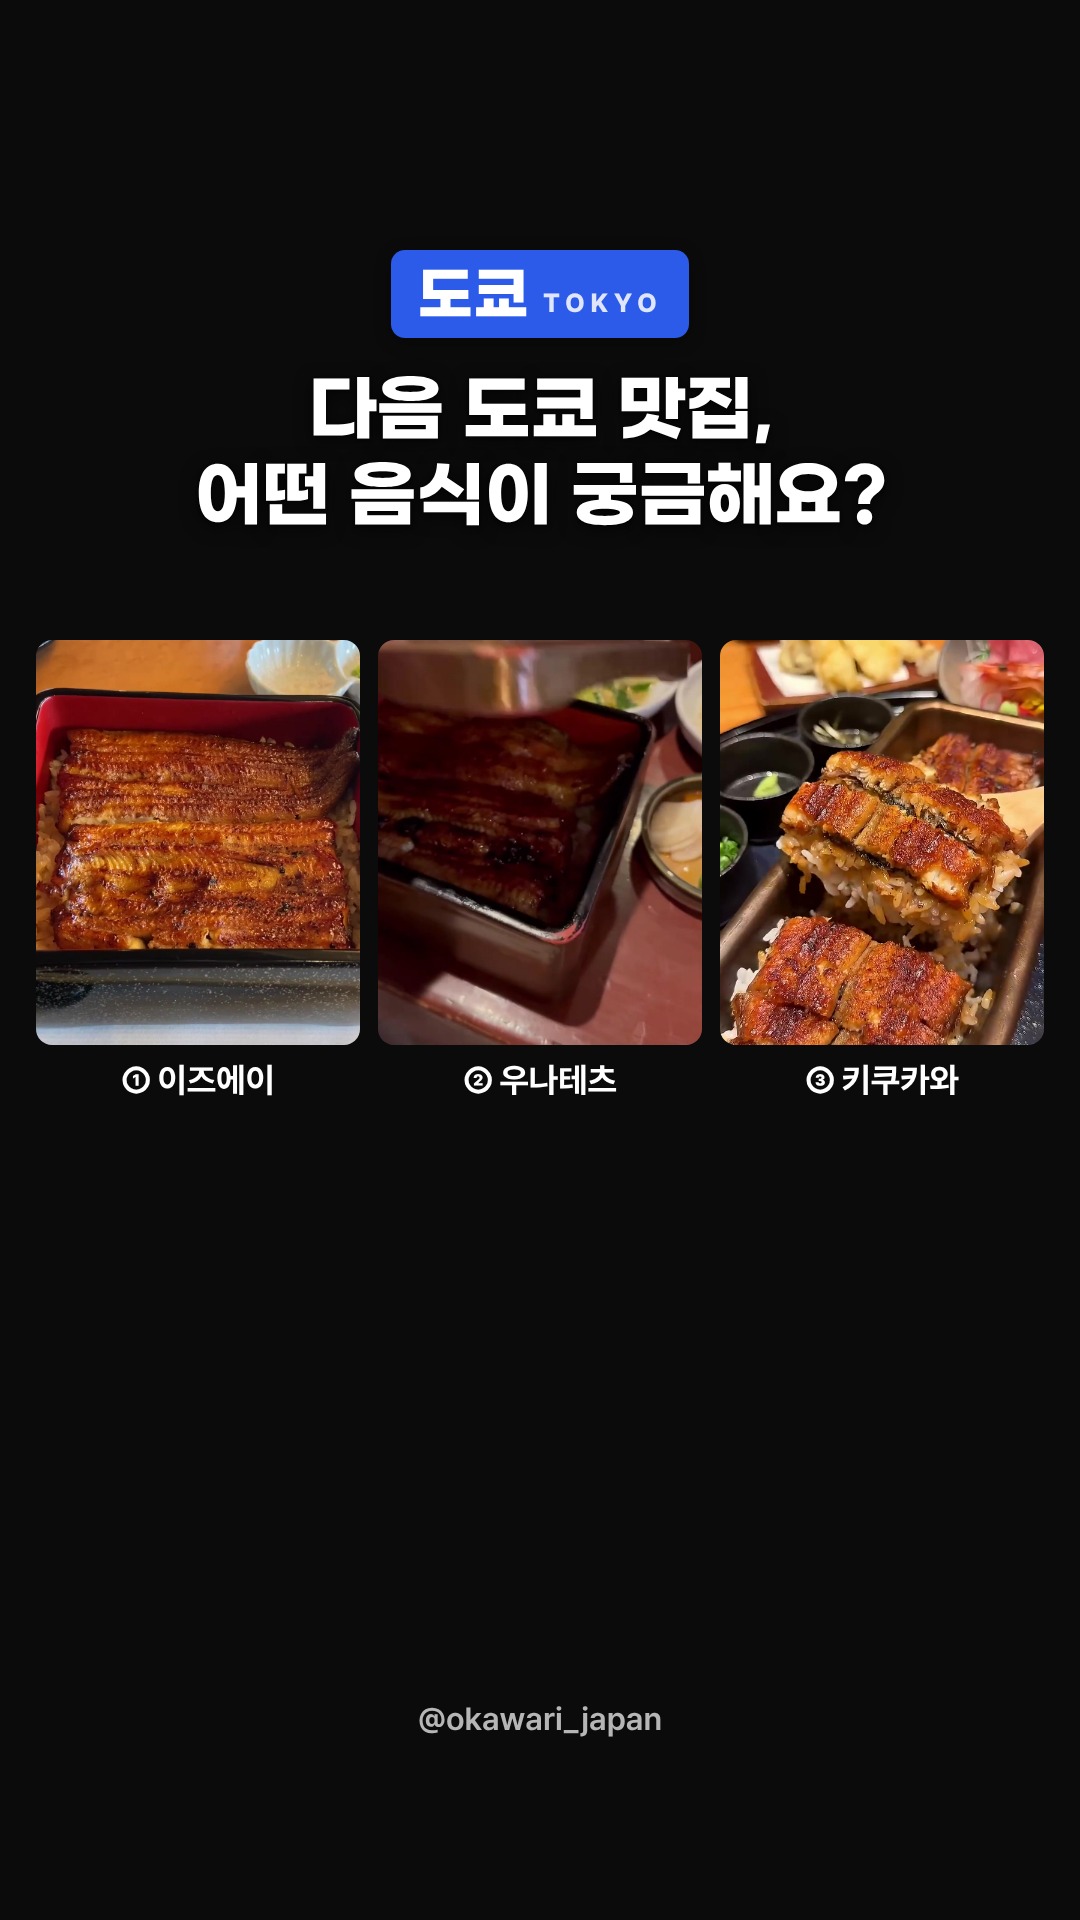 도쿄 TOKYO
다음 도쿄 맛집,
어떤 음식이 궁금해요?
① 이즈에이
② 우나테츠
③ 키쿠카와
@okawari_japan